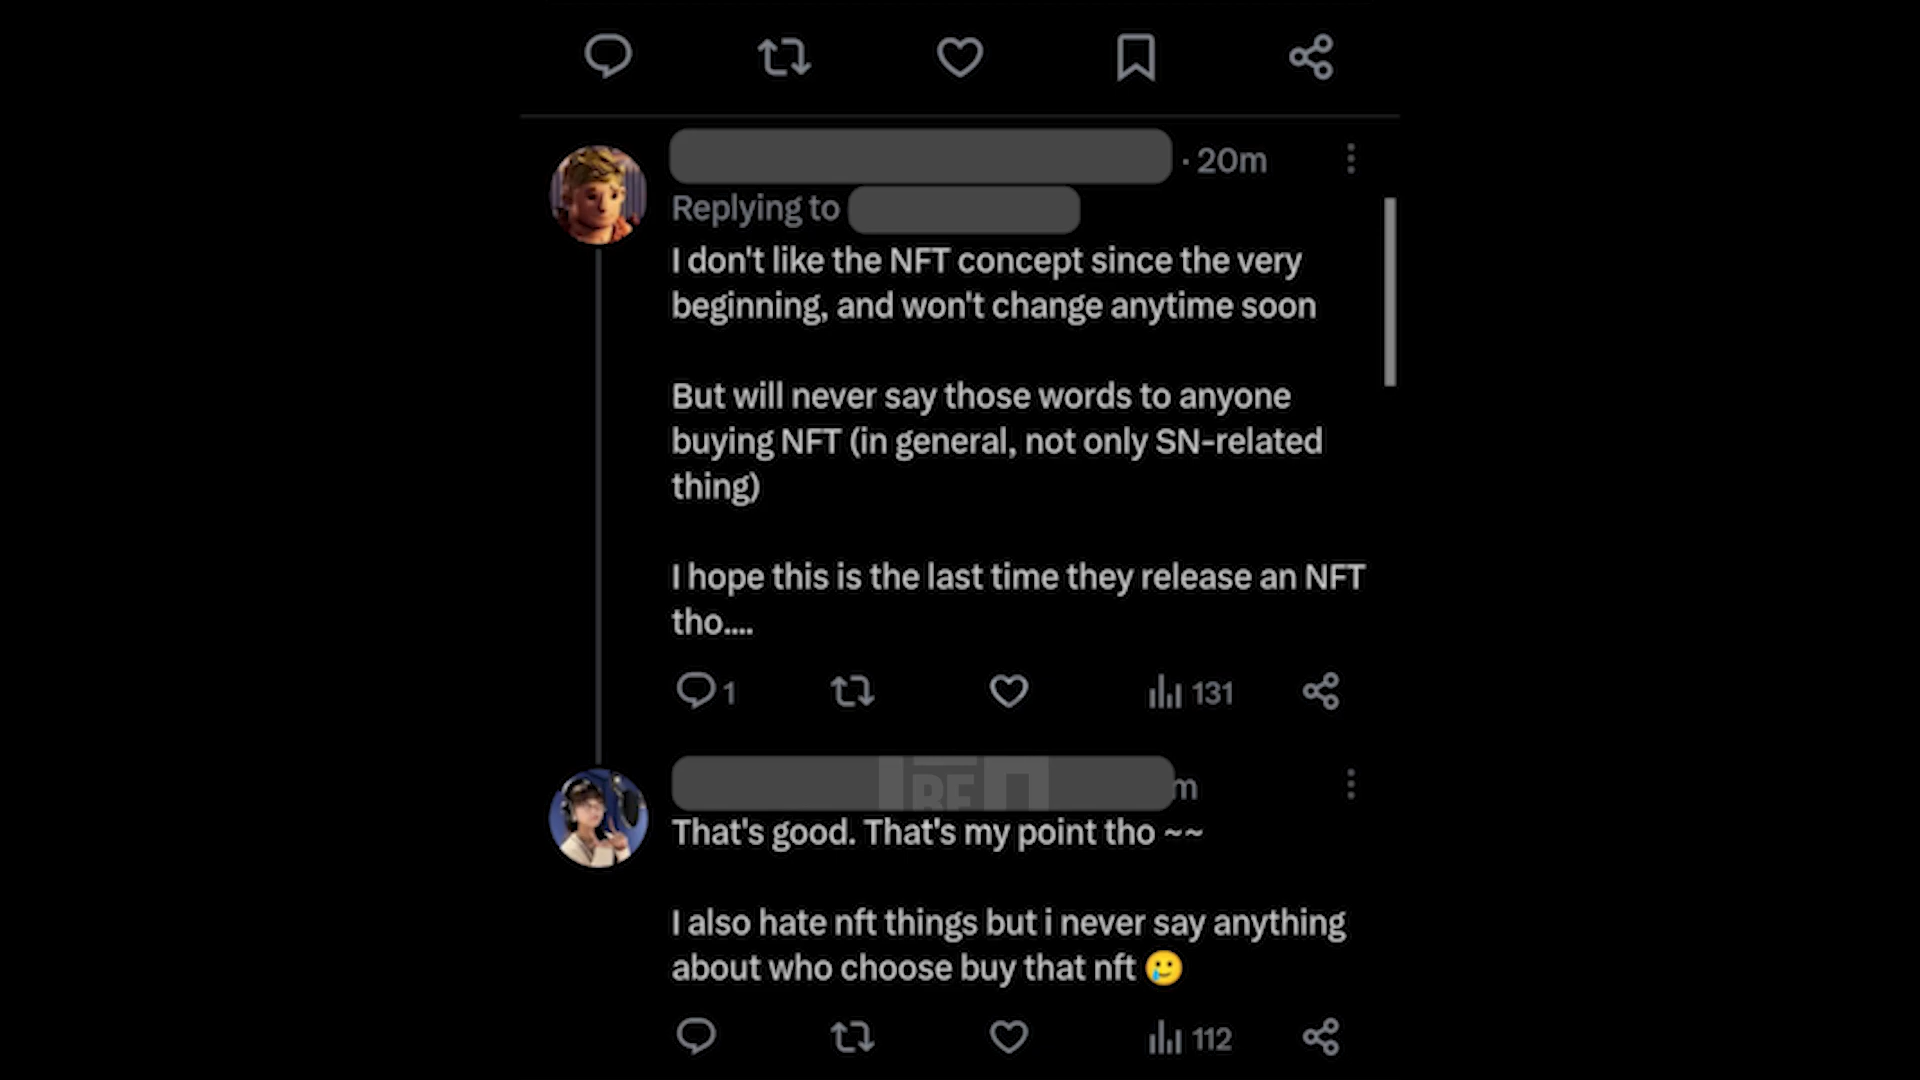 · 20m
Replying to
I don't like the NFT concept since the very
beginning, and won't change anytime soon
But will never say those words to anyone
buying NFT (in general, not only SN-related
thing)
I hope this is the last time they release an NFT
tho....
1
131
m
That's good. That's my point tho ~~
I also hate nft things but i never say anything
about who choose buy that nft 🥲
112